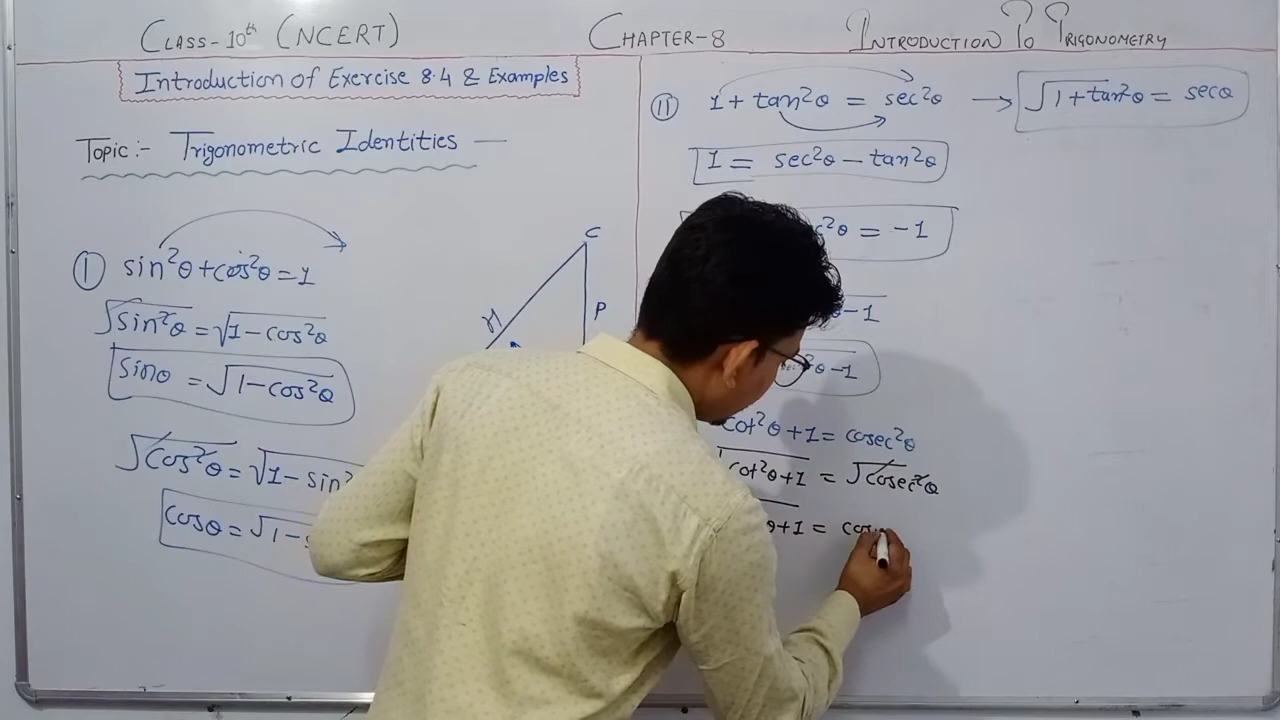 CLASS-10th (NCERT)
CHAPTER-8
INTRODUCTION TO TRIGONOMETRY
Introduction of Exercise 8.4 & Examples
Topic:- Trigonometric Identities —
① sin²θ+cos²θ=1
√sin²θ = √1-cos²θ
sinθ = √1-cos²θ
√cos²θ = √1-sin²
cosθ = √1-
C
P
H
② 1 + tan²θ = sec²θ → √1+tan²θ = secθ
1 = sec²θ - tan²θ
c²θ = -1
-1
²θ-1
cot²θ+1 = cosec²θ
√cot²θ+1 = √cosec²θ
θ+1 = cos